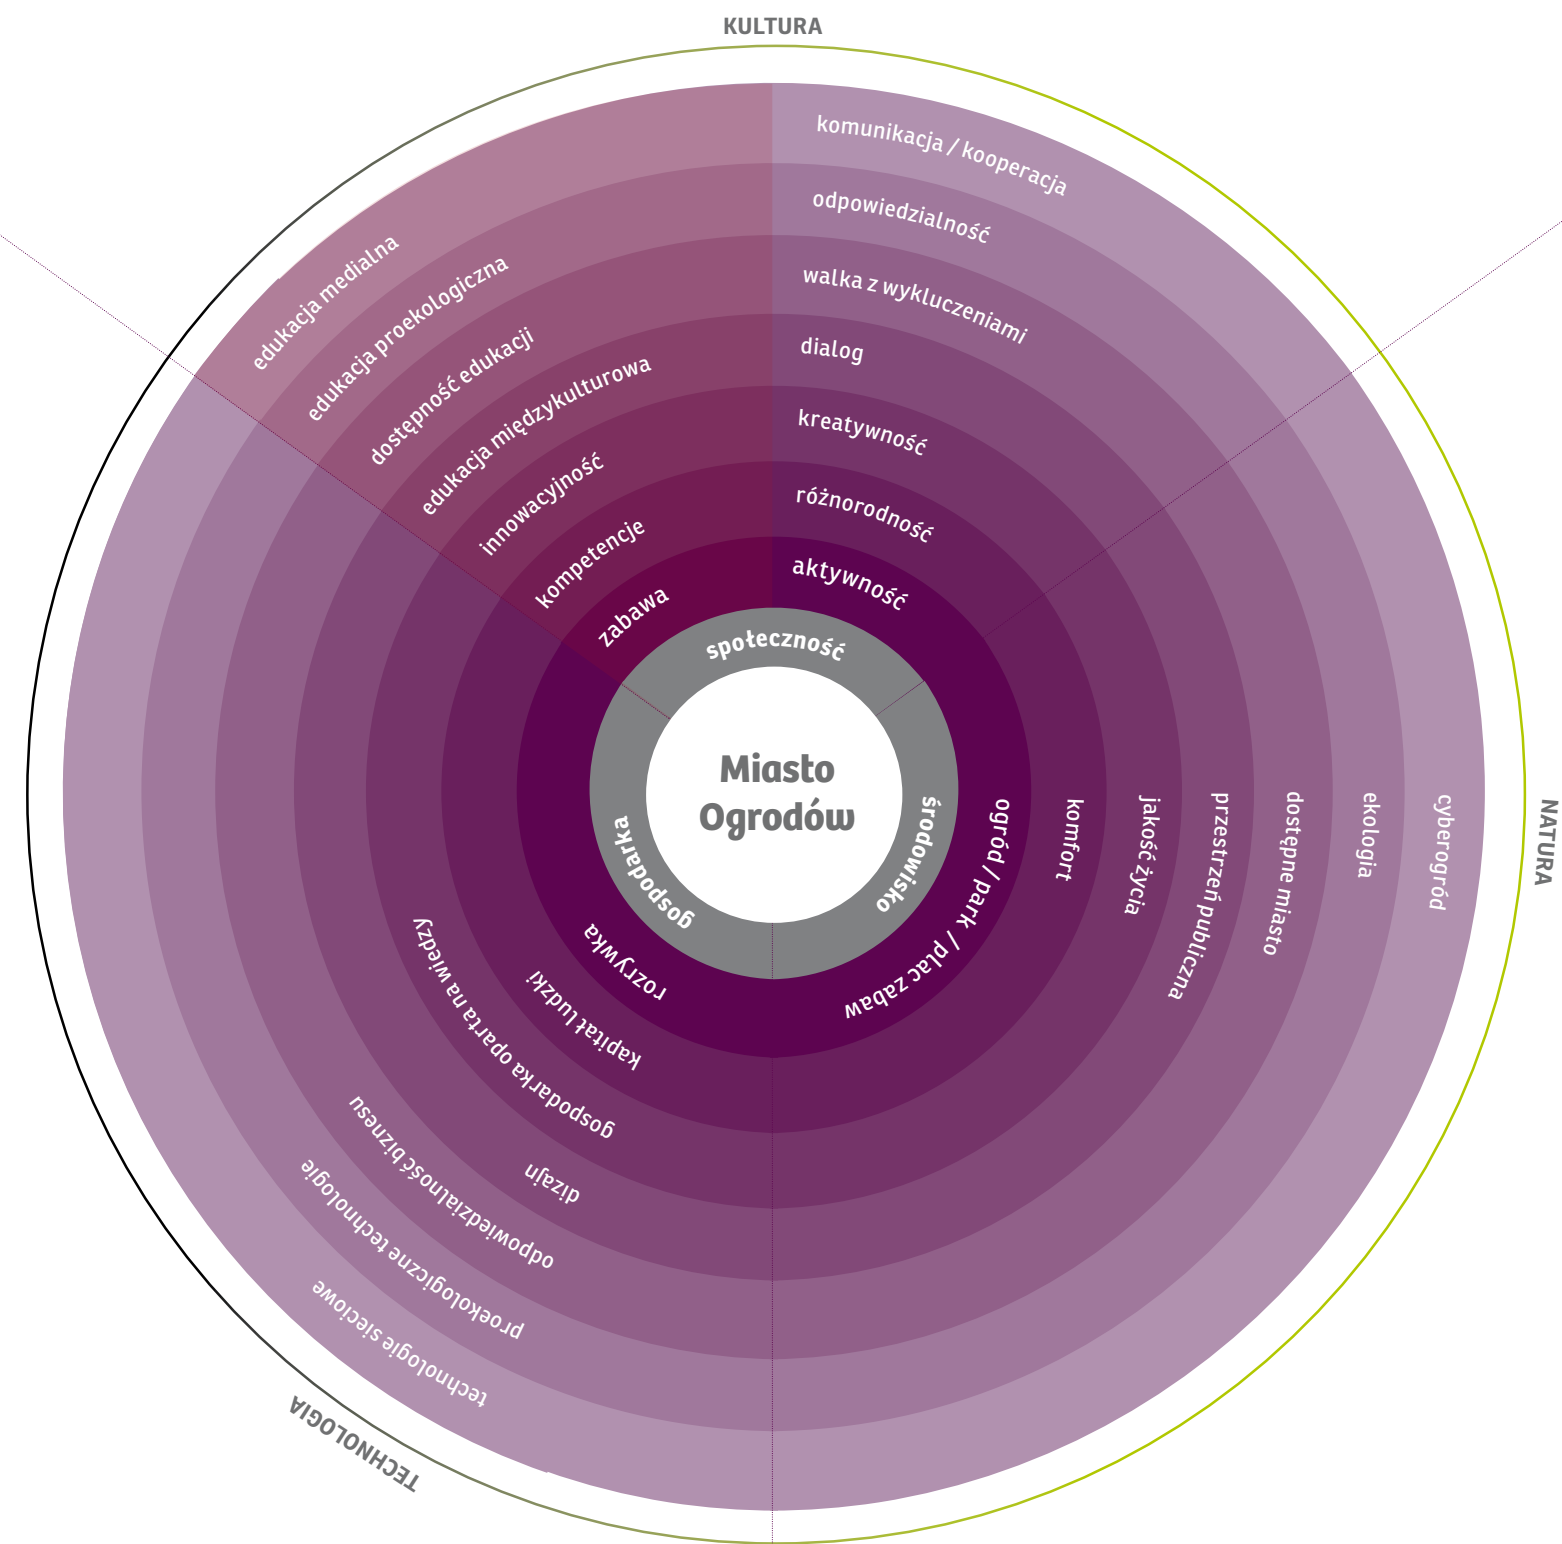 KULTURA
komunikacja / kooperacja
odpowiedzialność
walka z wykluczeniami
dialog
kreatywność
różnorodność
aktywność
edukacja medialna
edukacja proekologiczna
dostępność edukacji
edukacja międzykulturowa
innowacyjność
kompetencje
zabawa
społeczność
Miasto
Ogrodów
środowisko
gospodarka
ogród / park / plac zabaw
komfort
jakość życia
przestrzeń publiczna
dostępne miasto
ekologia
cyberogród
NATURA
rozrywka
kapitał ludzki
gospodarka oparta na wiedzy
dizajn
odpowiedzialność biznesu
proekologiczne technologie
technologie sieciowe
TECHNOLOGIA